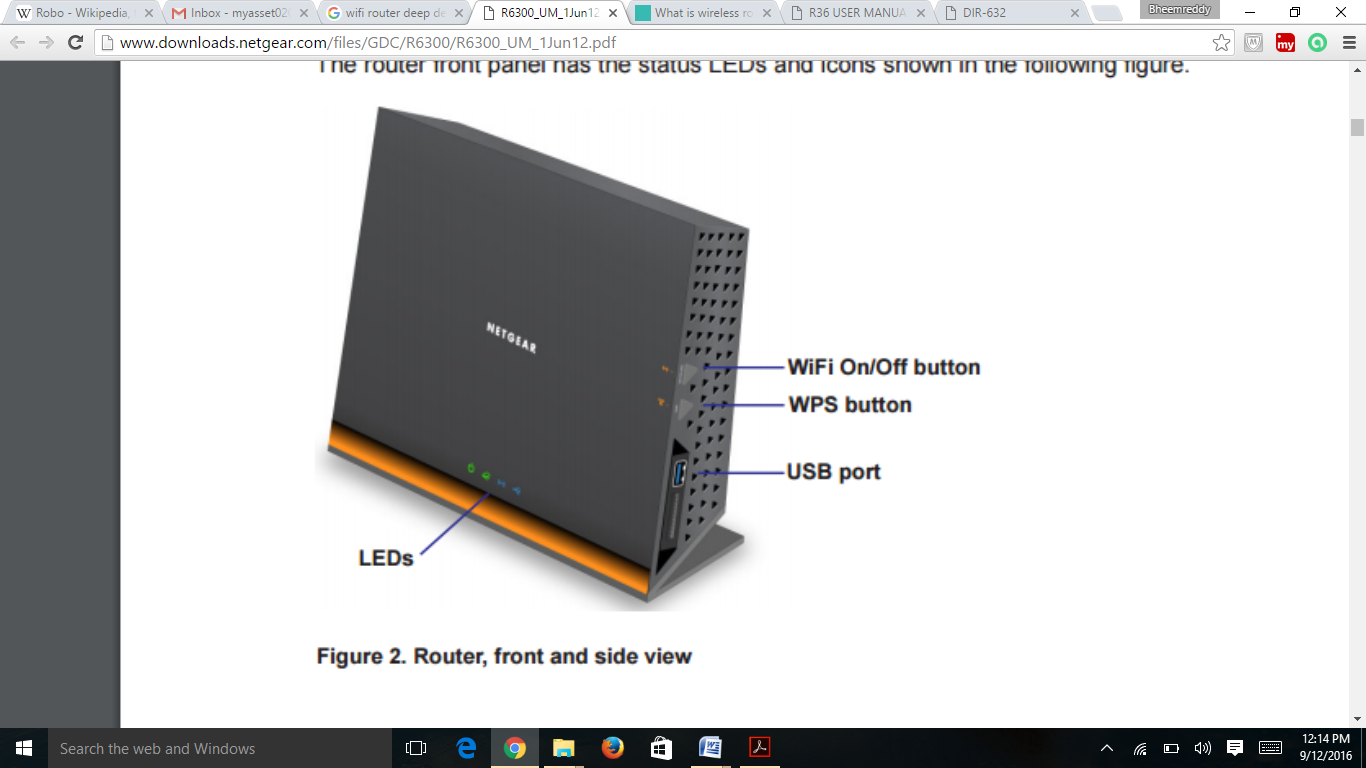 Robo - Wikipedia,
Inbox - myasset02
wifi router deep de
R6300_UM_1Jun12
What is wireless ro
R36 USER MANUA
DIR-632
Bheemreddy
www.downloads.netgear.com/files/GDC/R6300/R6300_UM_1Jun12.pdf
my
The router front panel has the status LEDs and icons shown in the following figure.
NETGEAR
WiFi On/Off button
WPS button
USB port
LEDs
Figure 2. Router, front and side view
Search the web and Windows
12:14 PM
9/12/2016